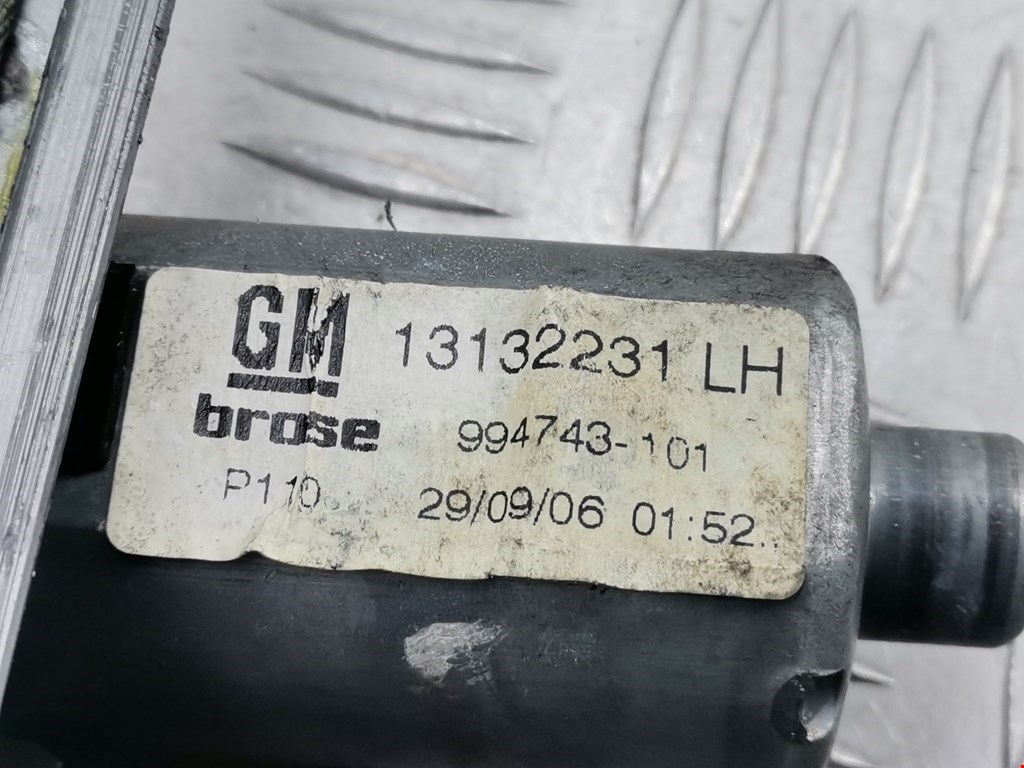 GM 13132231 LH
brose 994743-101
P110 29/09/06 01:52